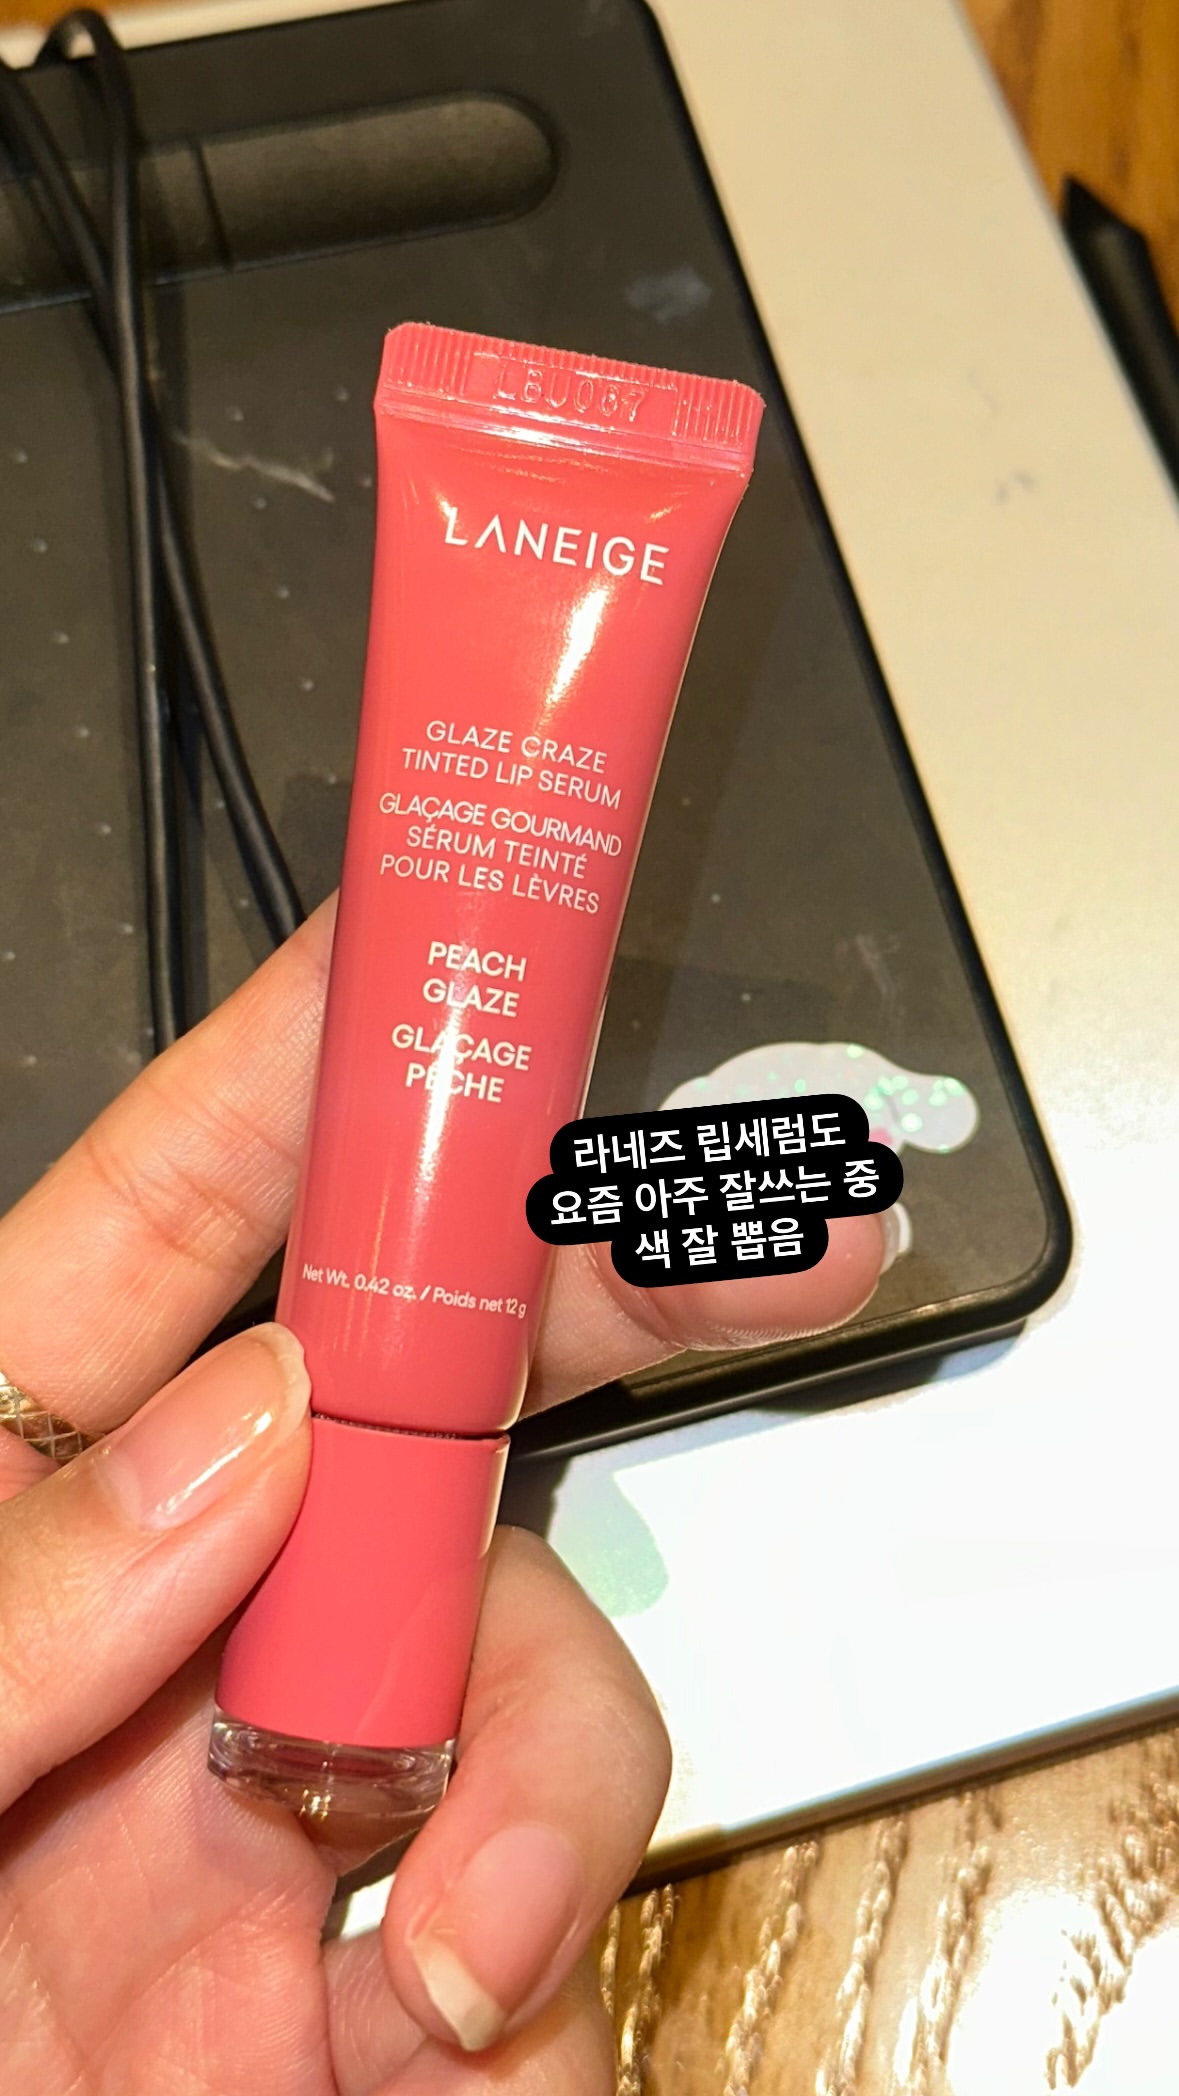 LBU067
LANEIGE
GLAZE CRAZE
TINTED LIP SERUM
GLAÇAGE GOURMAND
SÉRUM TEINTÉ
POUR LES LÈVRES
PEACH
GLAZE
GLAÇAGE
PÊCHE
라네즈 립세럼도
요즘 아주 잘쓰는 중
색 잘 뽑음
Net Wt. 0.42 oz. / Poids net 12 g